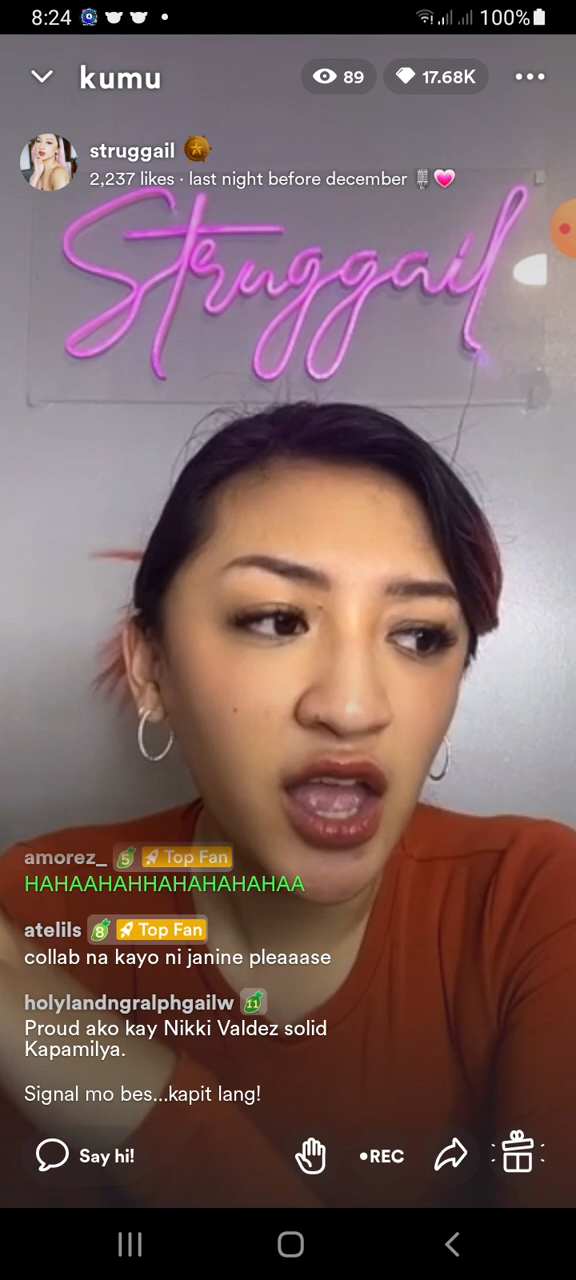 8:24
100%
kumu
89
17.68K
struggail
2,237 likes · last night before december
Struggail
amorez_ 5 Top Fan
HAHAAHAHHAHAHAHAHAA
atelils 8 Top Fan
collab na kayo ni janine pleaaase
holylandngralphgailw 11
Proud ako kay Nikki Valdez solid
Kapamilya.
Signal mo bes...kapit lang!
Say hi!
•REC